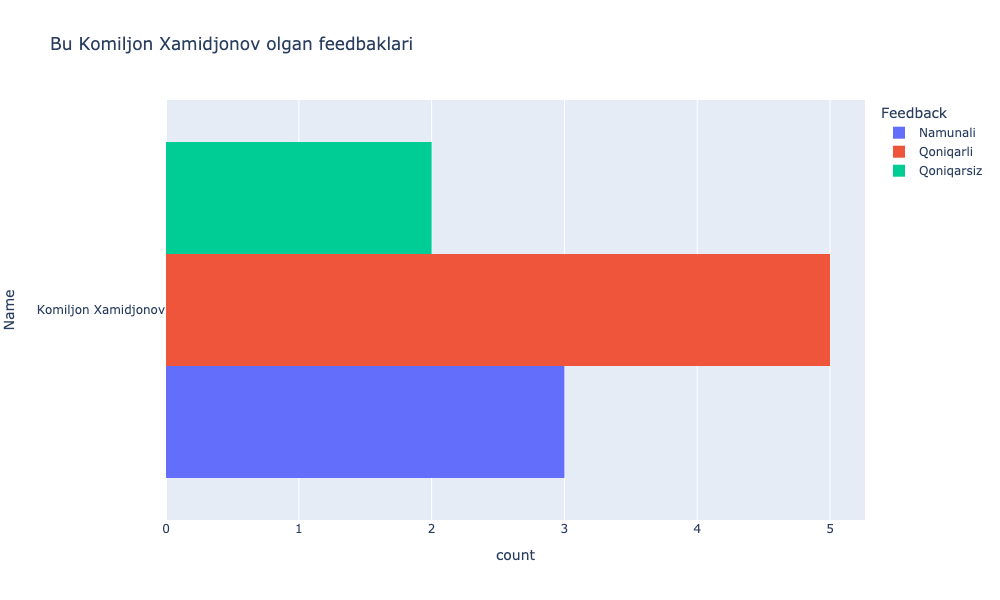 Bu Komiljon Xamidjonov olgan feedbaklari
Feedback
Namunali
Qoniqarli
Qoniqarsiz
Name
Komiljon Xamidjonov
0 1 2 3 4 5
count